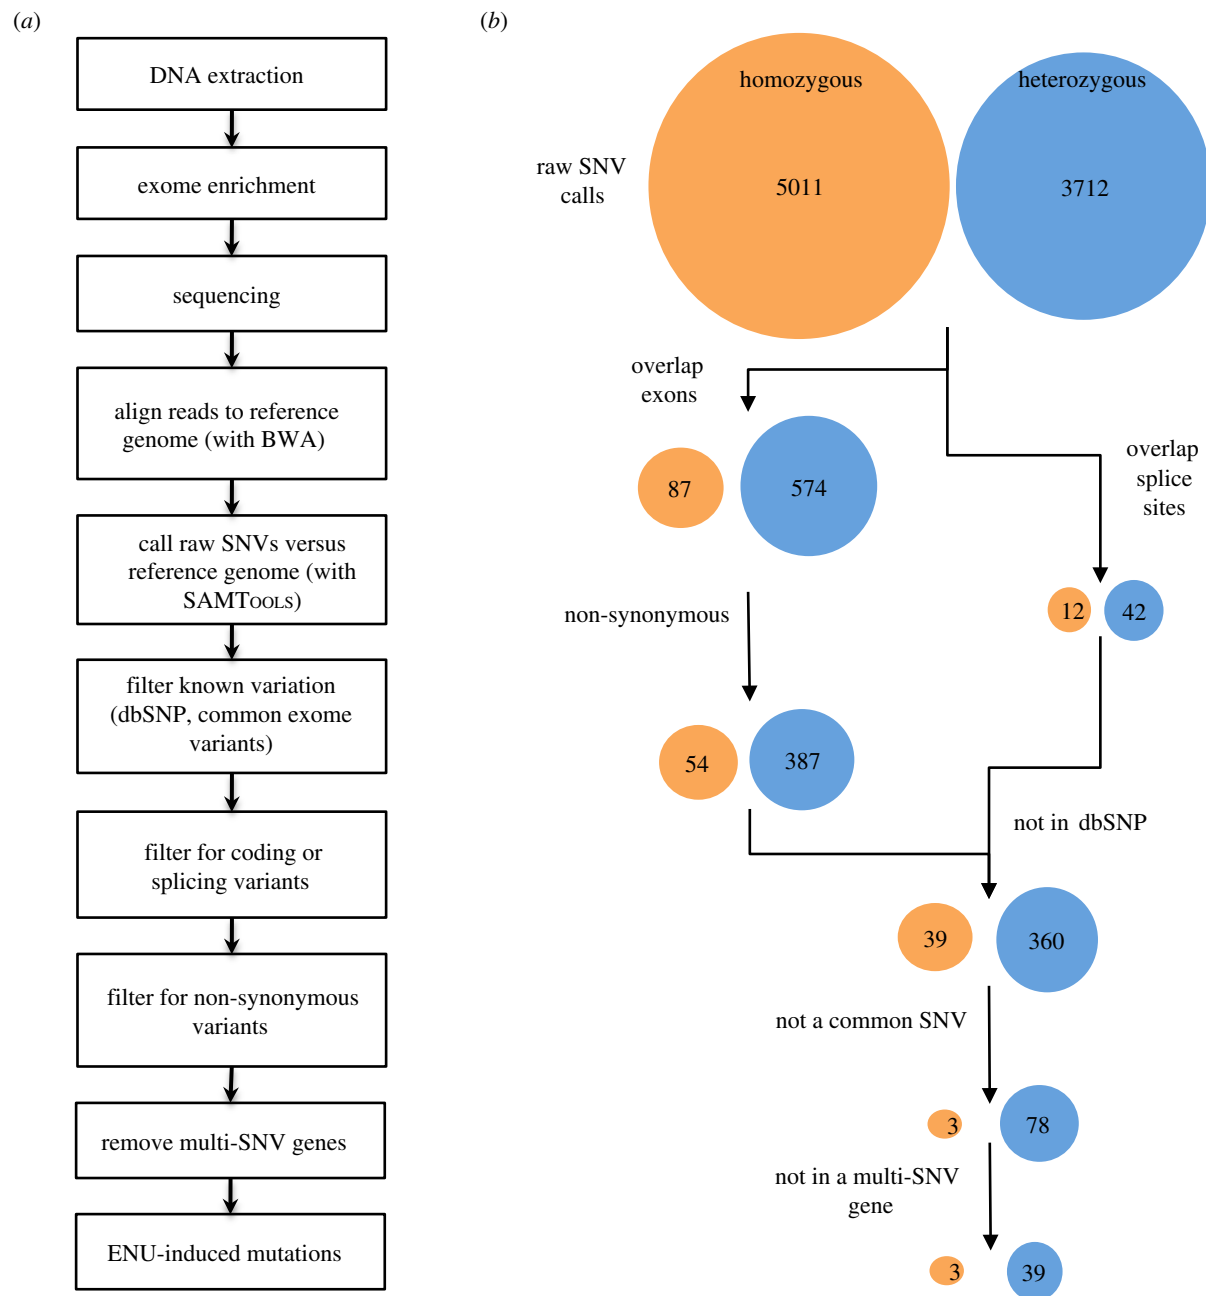 (a)
DNA extraction
exome enrichment
sequencing
align reads to reference
genome (with BWA)
call raw SNVs versus
reference genome (with
SAMTOOLS)
filter known variation
(dbSNP, common exome
variants)
filter for coding or
splicing variants
filter for non-synonymous
variants
remove multi-SNV genes
ENU-induced mutations
(b)
homozygous
heterozygous
raw SNV
calls
5011
3712
overlap
exons
87
574
overlap
splice
sites
12
42
non-synonymous
54
387
not in dbSNP
39
360
not a common SNV
3
78
not in a multi-SNV
gene
3
39